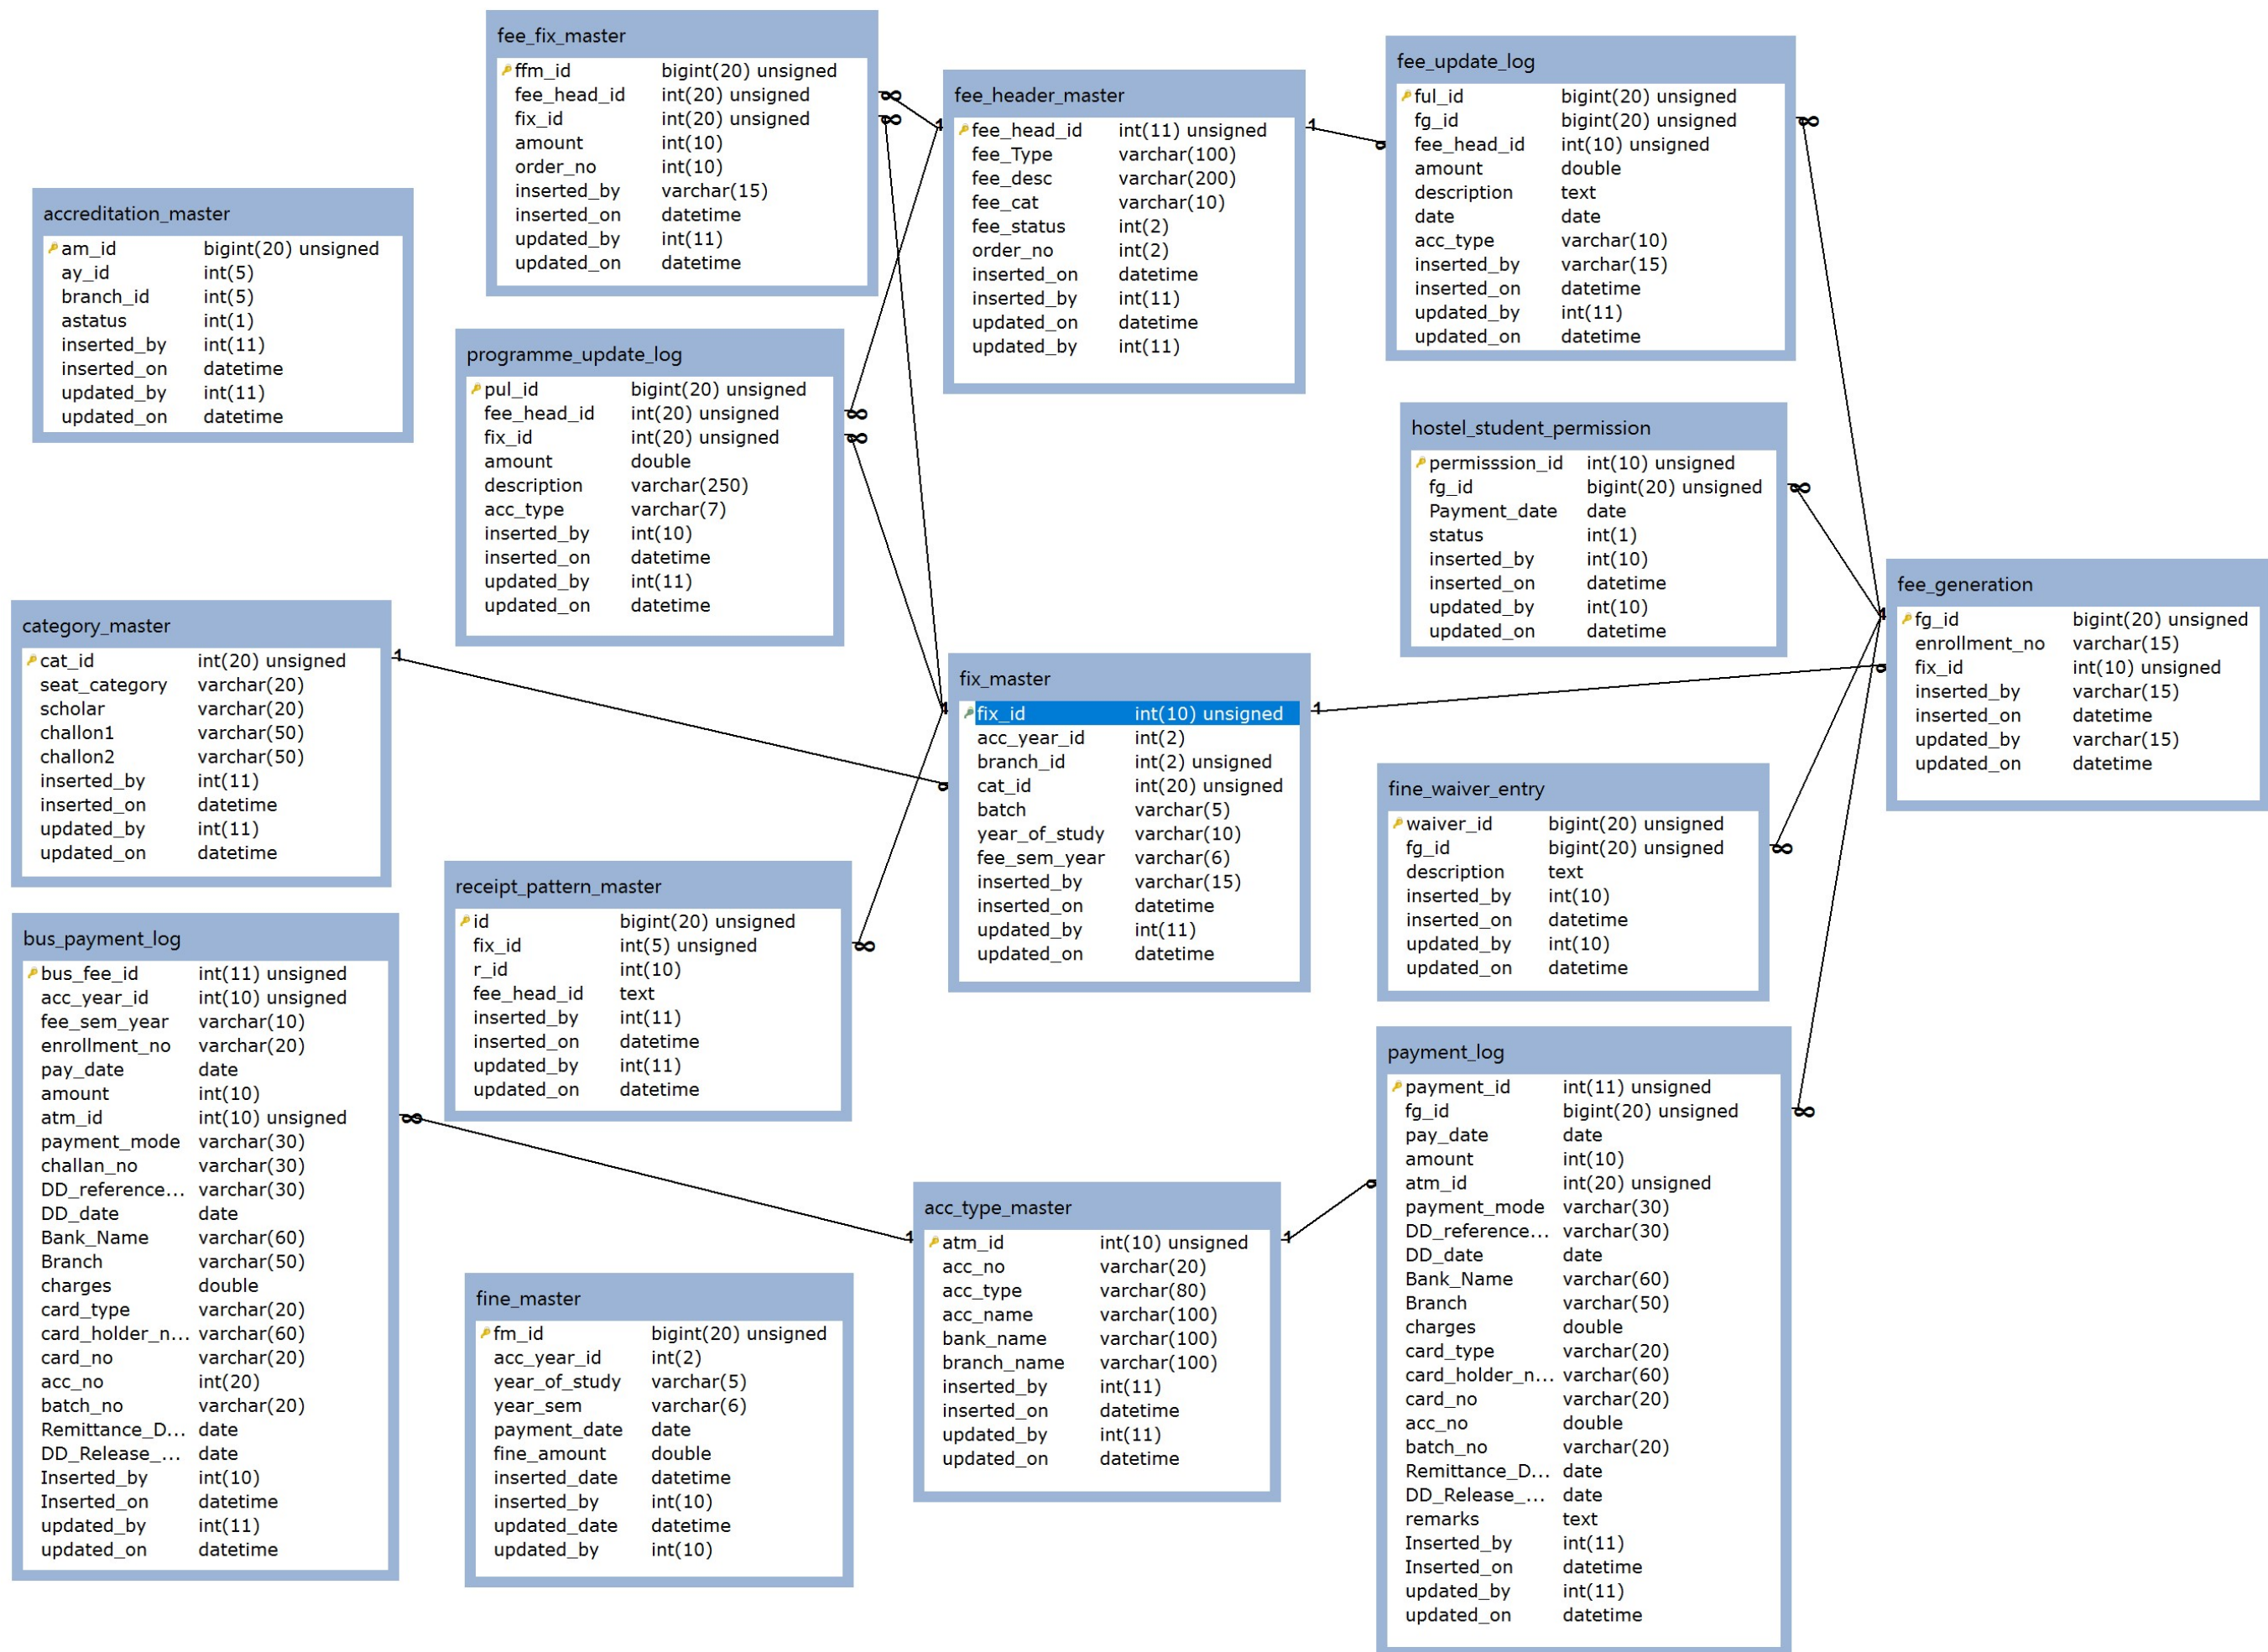 fee_fix_master
ffm_id bigint(20) unsigned
fee_head_id int(20) unsigned
fix_id int(20) unsigned
amount int(10)
order_no int(10)
inserted_by varchar(15)
inserted_on datetime
updated_by int(11)
updated_on datetime
fee_header_master
fee_head_id int(11) unsigned
fee_Type varchar(100)
fee_desc varchar(200)
fee_cat varchar(10)
fee_status int(2)
order_no int(2)
inserted_on datetime
inserted_by int(11)
updated_on datetime
updated_by int(11)
fee_update_log
ful_id bigint(20) unsigned
fg_id bigint(20) unsigned
fee_head_id int(10) unsigned
amount double
description text
date date
acc_type varchar(10)
inserted_by varchar(15)
inserted_on datetime
updated_by int(11)
updated_on datetime
accreditation_master
am_id bigint(20) unsigned
ay_id int(5)
branch_id int(5)
astatus int(1)
inserted_by int(11)
inserted_on datetime
updated_by int(11)
updated_on datetime
programme_update_log
pul_id bigint(20) unsigned
fee_head_id int(20) unsigned
fix_id int(20) unsigned
amount double
description varchar(250)
acc_type varchar(7)
inserted_by int(10)
inserted_on datetime
updated_by int(11)
updated_on datetime
hostel_student_permission
permisssion_id int(10) unsigned
fg_id bigint(20) unsigned
Payment_date date
status int(1)
inserted_by int(10)
inserted_on datetime
updated_by int(10)
updated_on datetime
fee_generation
fg_id bigint(20) unsigned
enrollment_no varchar(15)
fix_id int(10) unsigned
inserted_by varchar(15)
inserted_on datetime
updated_by varchar(15)
updated_on datetime
category_master
cat_id int(20) unsigned
seat_category varchar(20)
scholar varchar(20)
challon1 varchar(50)
challon2 varchar(50)
inserted_by int(11)
inserted_on datetime
updated_by int(11)
updated_on datetime
fix_master
fix_id int(10) unsigned
acc_year_id int(2)
branch_id int(2) unsigned
cat_id int(20) unsigned
batch varchar(5)
year_of_study varchar(10)
fee_sem_year varchar(6)
inserted_by varchar(15)
inserted_on datetime
updated_by int(11)
updated_on datetime
fine_waiver_entry
waiver_id bigint(20) unsigned
fg_id bigint(20) unsigned
description text
inserted_by int(10)
inserted_on datetime
updated_by int(10)
updated_on datetime
receipt_pattern_master
id bigint(20) unsigned
fix_id int(5) unsigned
r_id int(10)
fee_head_id text
inserted_by int(11)
inserted_on datetime
updated_by int(11)
updated_on datetime
bus_payment_log
bus_fee_id int(11) unsigned
acc_year_id int(10) unsigned
fee_sem_year varchar(10)
enrollment_no varchar(20)
pay_date date
amount int(10)
atm_id int(10) unsigned
payment_mode varchar(30)
challan_no varchar(30)
DD_reference... varchar(30)
DD_date date
Bank_Name varchar(60)
Branch varchar(50)
charges double
card_type varchar(20)
card_holder_n... varchar(60)
card_no varchar(20)
acc_no int(20)
batch_no varchar(20)
Remittance_D... date
DD_Release_... date
Inserted_by int(10)
Inserted_on datetime
updated_by int(11)
updated_on datetime
fine_master
fm_id bigint(20) unsigned
acc_year_id int(2)
year_of_study varchar(5)
year_sem varchar(6)
payment_date date
fine_amount double
inserted_date datetime
inserted_by int(10)
updated_date datetime
updated_by int(10)
acc_type_master
atm_id int(10) unsigned
acc_no varchar(20)
acc_type varchar(80)
acc_name varchar(100)
bank_name varchar(100)
branch_name varchar(100)
inserted_by int(11)
inserted_on datetime
updated_by int(11)
updated_on datetime
payment_log
payment_id int(11) unsigned
fg_id bigint(20) unsigned
pay_date date
amount int(10)
atm_id int(20) unsigned
payment_mode varchar(30)
DD_reference... varchar(30)
DD_date date
Bank_Name varchar(60)
Branch varchar(50)
charges double
card_type varchar(20)
card_holder_n... varchar(60)
card_no varchar(20)
acc_no double
batch_no varchar(20)
Remittance_D... date
DD_Release_... date
remarks text
Inserted_by int(11)
Inserted_on datetime
updated_by int(11)
updated_on datetime